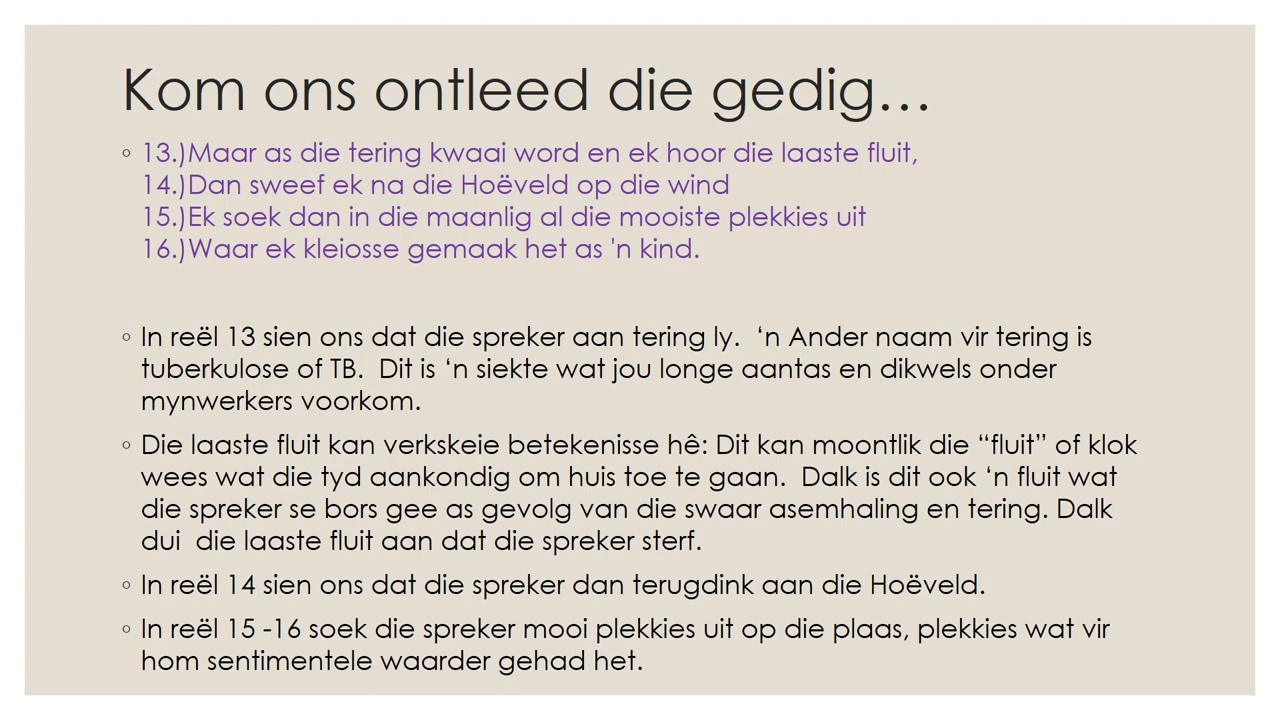 Kom ons ontleed die gedig…
◦ 13.)Maar as die tering kwaai word en ek hoor die laaste fluit,
14.)Dan sweef ek na die Hoëveld op die wind
15.)Ek soek dan in die maanlig al die mooiste plekkies uit
16.)Waar ek kleiosse gemaak het as 'n kind.
◦ In reël 13 sien ons dat die spreker aan tering ly.  ‘n Ander naam vir tering is
tuberkulose of TB.  Dit is ‘n siekte wat jou longe aantas en dikwels onder
mynwerkers voorkom.
◦ Die laaste fluit kan verkskeie betekenisse hê: Dit kan moontlik die “fluit” of klok
wees wat die tyd aankondig om huis toe te gaan.  Dalk is dit ook ‘n fluit wat
die spreker se bors gee as gevolg van die swaar asemhaling en tering. Dalk
dui  die laaste fluit aan dat die spreker sterf.
◦ In reël 14 sien ons dat die spreker dan terugdink aan die Hoëveld.
◦ In reël 15 -16 soek die spreker mooi plekkies uit op die plaas, plekkies wat vir
hom sentimentele waarder gehad het.